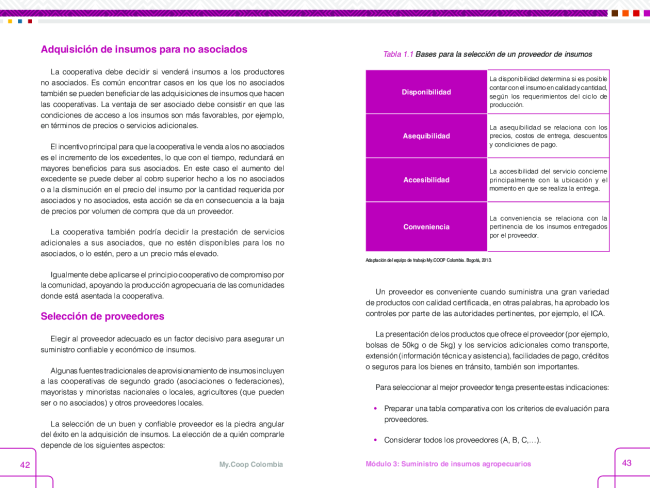 Adquisición de insumos para no asociados
La cooperativa debe decidir si venderá insumos a los productores
no asociados. Es común encontrar casos en los que los no asociados
también se pueden beneficiar de las adquisiciones de insumos que hacen
las cooperativas. La ventaja de ser asociado debe consistir en que las
condiciones de acceso a los insumos son más favorables, por ejemplo,
en términos de precios o servicios adicionales.
El incentivo principal para que la cooperativa le venda a los no asociados
es el incremento de los excedentes, lo que con el tiempo, redundará en
mayores beneficios para sus asociados. En este caso el aumento del
excedente se puede deber al cobro superior hecho a los no asociados
o a la disminución en el precio del insumo por la cantidad requerida por
asociados y no asociados, esta acción se da en consecuencia a la baja
de precios por volumen de compra que da un proveedor.
La cooperativa también podría decidir la prestación de servicios
adicionales a sus asociados, que no estén disponibles para los no
asociados, o lo estén, pero a un precio más elevado.
Igualmente debe aplicarse el principio cooperativo de compromiso por
la comunidad, apoyando la producción agropecuaria de las comunidades
donde está asentada la cooperativa.
Selección de proveedores
Elegir al proveedor adecuado es un factor decisivo para asegurar un
suministro confiable y económico de insumos.
Algunas fuentes tradicionales de aprovisionamiento de insumos incluyen
a las cooperativas de segundo grado (asociaciones o federaciones),
mayoristas y minoristas nacionales o locales, agricultores (que pueden
ser o no asociados) y otros proveedores locales.
La selección de un buen y confiable proveedor es la piedra angular
del éxito en la adquisición de insumos. La elección de a quién comprarle
depende de los siguientes aspectos:
42
My.Coop Colombia
Tabla 1.1 Bases para la selección de un proveedor de insumos
Disponibilidad
La disponibilidad determina si es posible
contar con el insumo en calidad y cantidad,
según los requerimientos del ciclo de
producción.
Asequibilidad
La asequibilidad se relaciona con los
precios, costos de entrega, descuentos
y condiciones de pago.
Accesibilidad
La accesibilidad del servicio concierne
principalmente con la ubicación y el
momento en que se realiza la entrega.
Conveniencia
La conveniencia se relaciona con la
pertinencia de los insumos entregados
por el proveedor.
Adaptación del equipo de trabajo My.COOP Colombia. Bogotá, 2013.
Un proveedor es conveniente cuando suministra una gran variedad
de productos con calidad certificada, en otras palabras, ha aprobado los
controles por parte de las autoridades pertinentes, por ejemplo, el ICA.
La presentación de los productos que ofrece el proveedor (por ejemplo,
bolsas de 50kg o de 5kg) y los servicios adicionales como transporte,
extensión (información técnica y asistencia), facilidades de pago, créditos
o seguros para los bienes en tránsito, también son importantes.
Para seleccionar al mejor proveedor tenga presente estas indicaciones:
• Preparar una tabla comparativa con los criterios de evaluación para
proveedores.
• Considerar todos los proveedores (A, B, C,…).
Módulo 3: Suministro de insumos agropecuarios
43